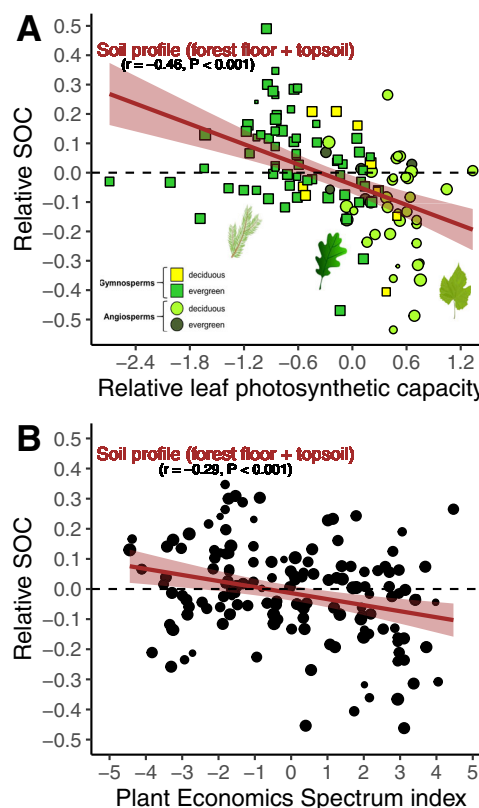 A
Soil profile (forest floor + topsoil)
(r = −0.46, P < 0.001)
0.5
0.4
0.3
0.2
0.1
0.0
−0.1
−0.2
−0.3
−0.4
−0.5
Relative SOC
Gymnosperms
deciduous
evergreen
Angiosperms
deciduous
evergreen
−2.4 −1.8 −1.2 −0.6 0.0 0.6 1.2
Relative leaf photosynthetic capacity
B
Soil profile (forest floor + topsoil)
(r = −0.29, P < 0.001)
0.5
0.4
0.3
0.2
0.1
0.0
−0.1
−0.2
−0.3
−0.4
−0.5
Relative SOC
−5 −4 −3 −2 −1 0 1 2 3 4 5
Plant Economics Spectrum index